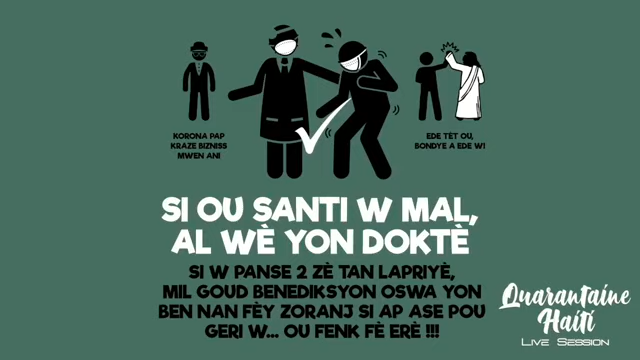 KORONA PAP
KRAZE BIZNISS
MWEN ANI
EDE TÈT OU,
BONDYE A EDE W!
SI OU SANTI W MAL,
AL WÈ YON DOKTÈ
SI W PANSE 2 ZÈ TAN LAPRIYÈ,
MIL GOUD BENEDIKSYON OSWA YON
BEN NAN FÈY ZORANJ SI AP ASE POU
GERI W... OU FENK FÈ ERÈ !!!
Quarantaine
Haïti
LIVE SESSION